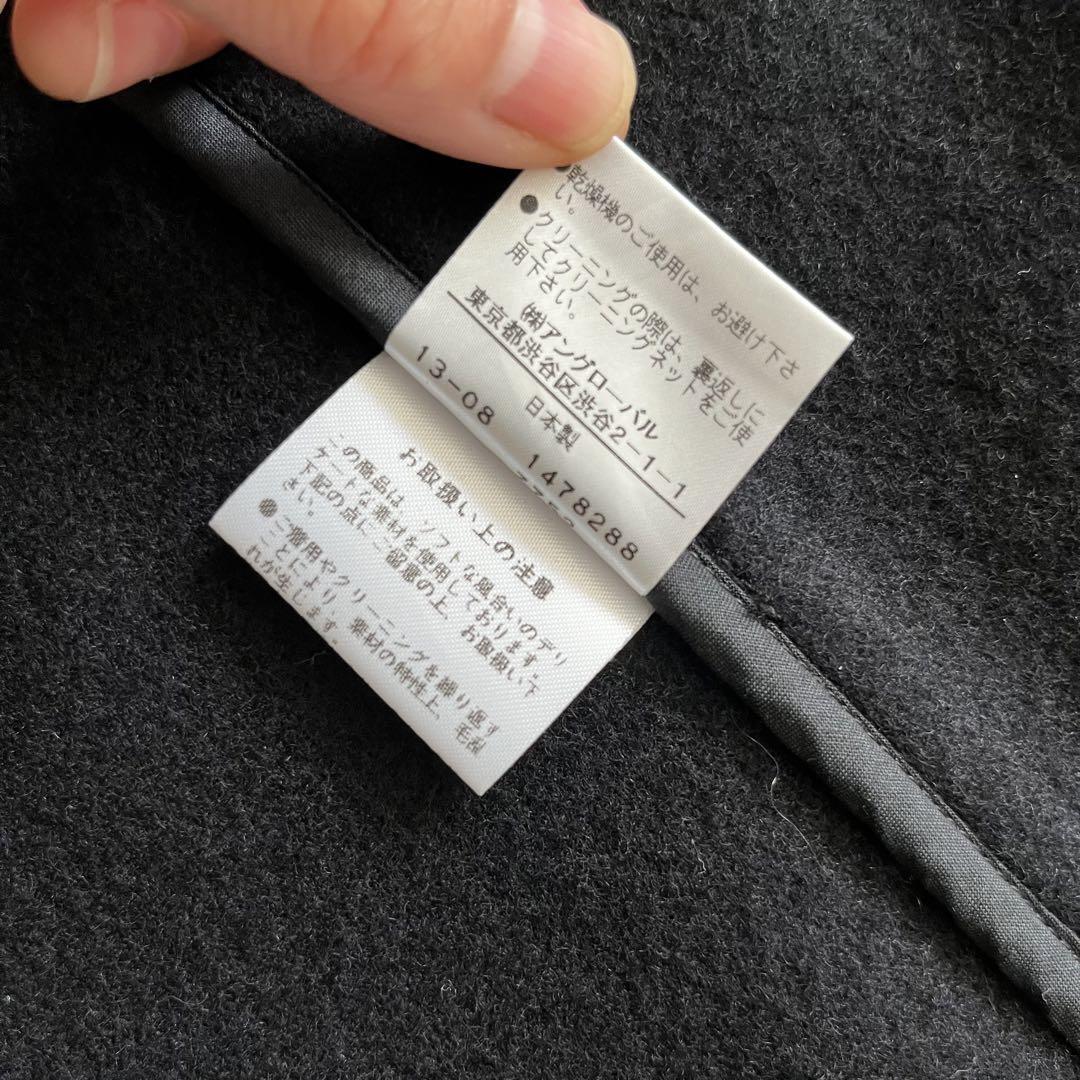 乾燥機のご使用は、お避け下さ
い。
●クリーニングの際は、裏返しに
してクリーニングネットをご使
用下さい。
(株)アングローバル
東京都渋谷区渋谷2-1-1
日本製
13-08 1478288
お取扱い上の注意
この商品は、ソフトな風合いのデリ
ケートな素材を使用しております。
下記の点にご留意の上、お取扱い下
さい。
●ご着用やクリーニングを繰り返す
ことにより、素材の特性上、毛羽
れが生じます。